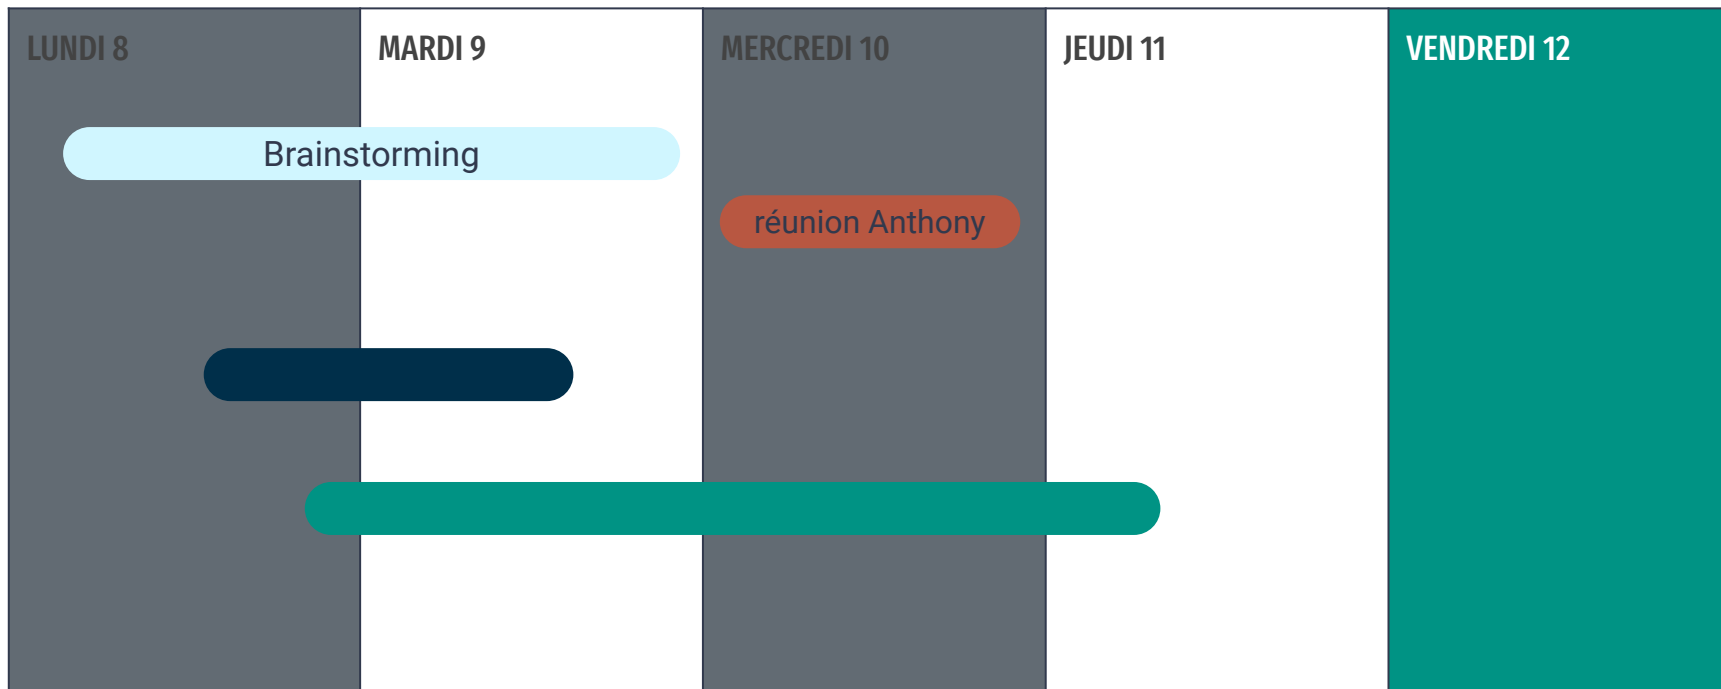 LUNDI 8
MARDI 9
MERCREDI 10
JEUDI 11
VENDREDI 12
Brainstorming
réunion Anthony